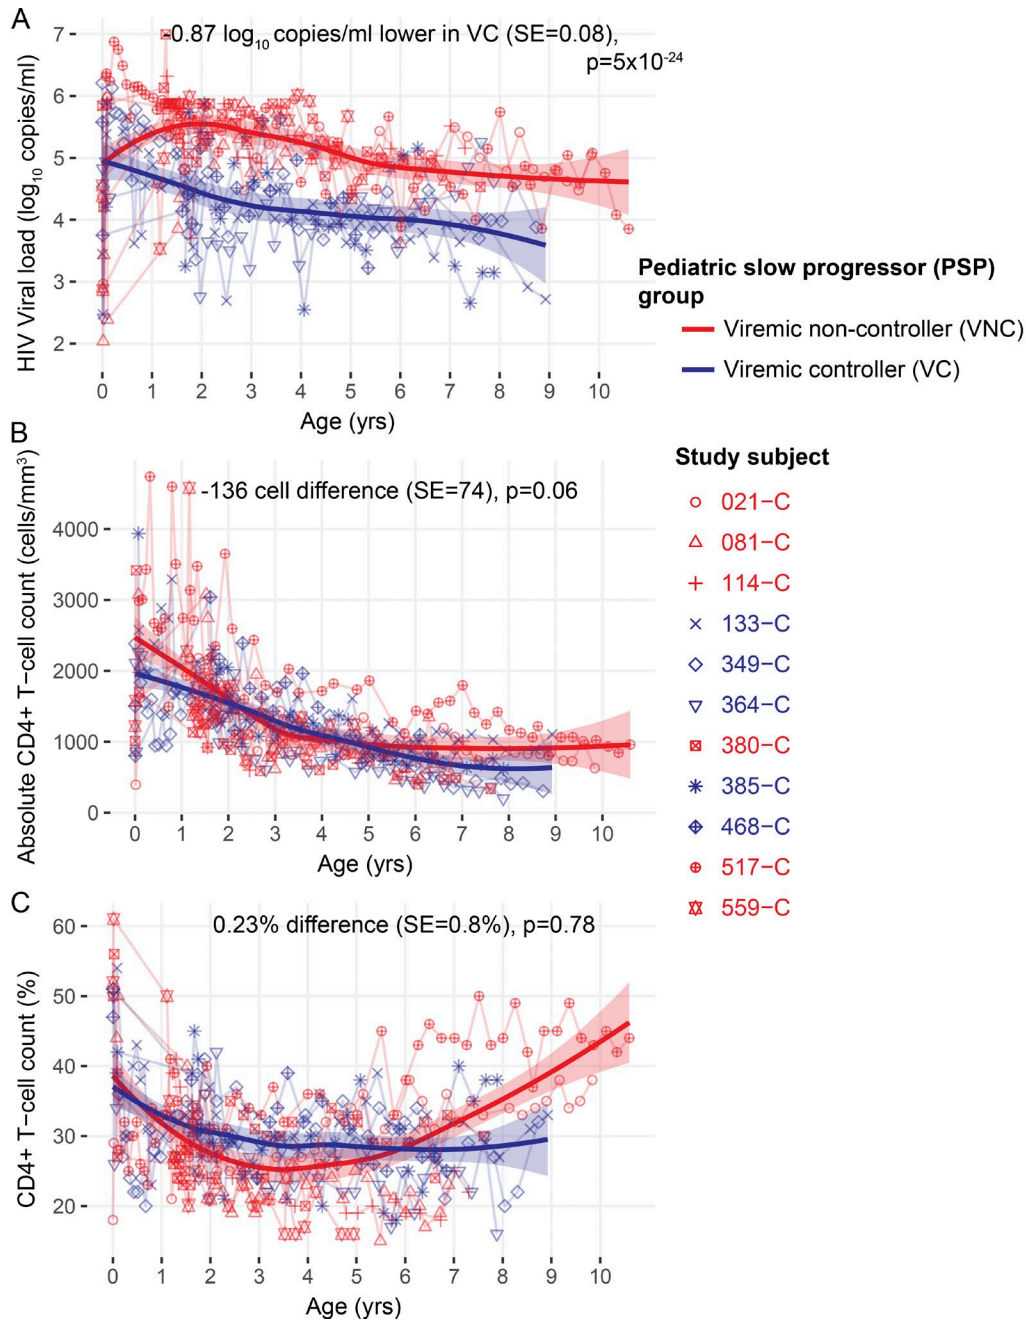 A
-0.87 log10 copies/ml lower in VC (SE=0.08),
p=5x10-24
HIV Viral load (log10 copies/ml)
7
6
5
4
3
2
0 1 2 3 4 5 6 7 8 9 10
Age (yrs)
Pediatric slow progressor (PSP)
group
Viremic non-controller (VNC)
Viremic controller (VC)
B
-136 cell difference (SE=74), p=0.06
Absolute CD4+ T-cell count (cells/mm3)
4000
3000
2000
1000
0
0 1 2 3 4 5 6 7 8 9 10
Age (yrs)
Study subject
021-C
081-C
114-C
133-C
349-C
364-C
380-C
385-C
468-C
517-C
559-C
C
0.23% difference (SE=0.8%), p=0.78
CD4+ T-cell count (%)
60
50
40
30
20
0 1 2 3 4 5 6 7 8 9 10
Age (yrs)